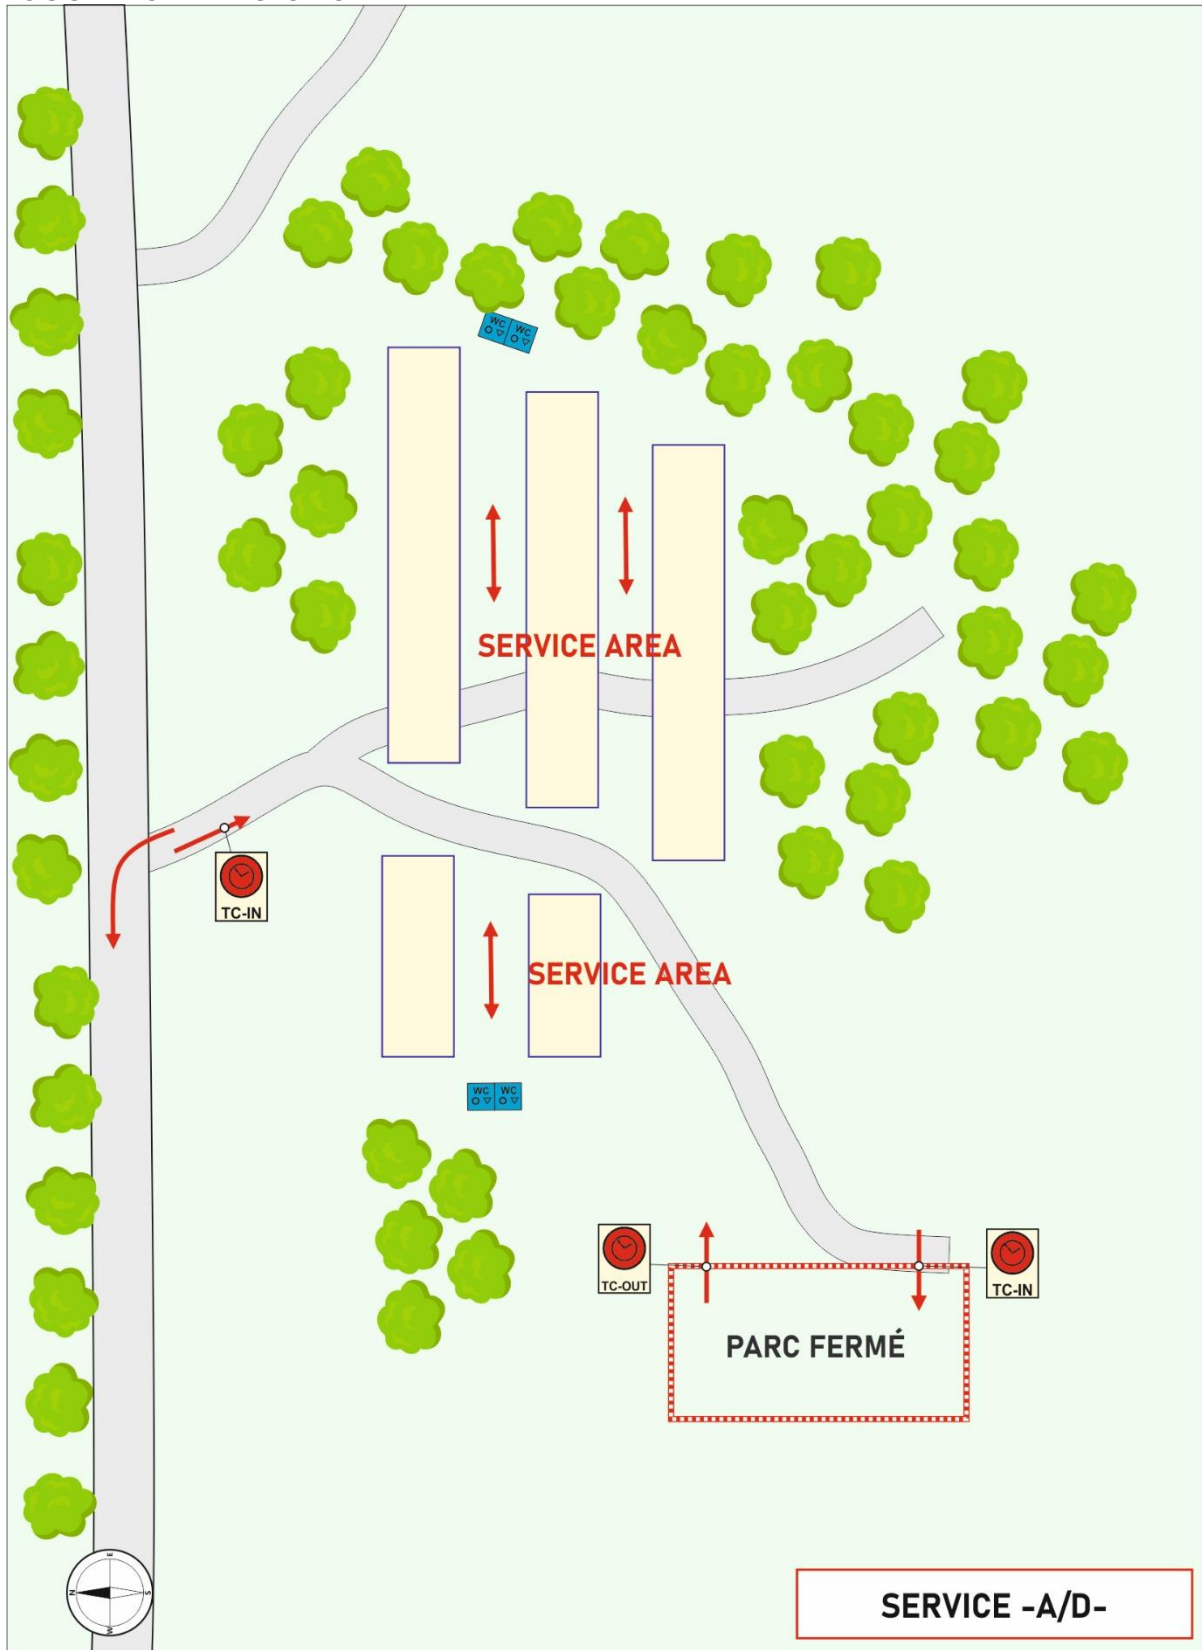 WC WC
SERVICE AREA
TC-IN
SERVICE AREA
WC WC
TC-OUT
TC-IN
PARC FERMÉ
E
N S
W
SERVICE -A/D-